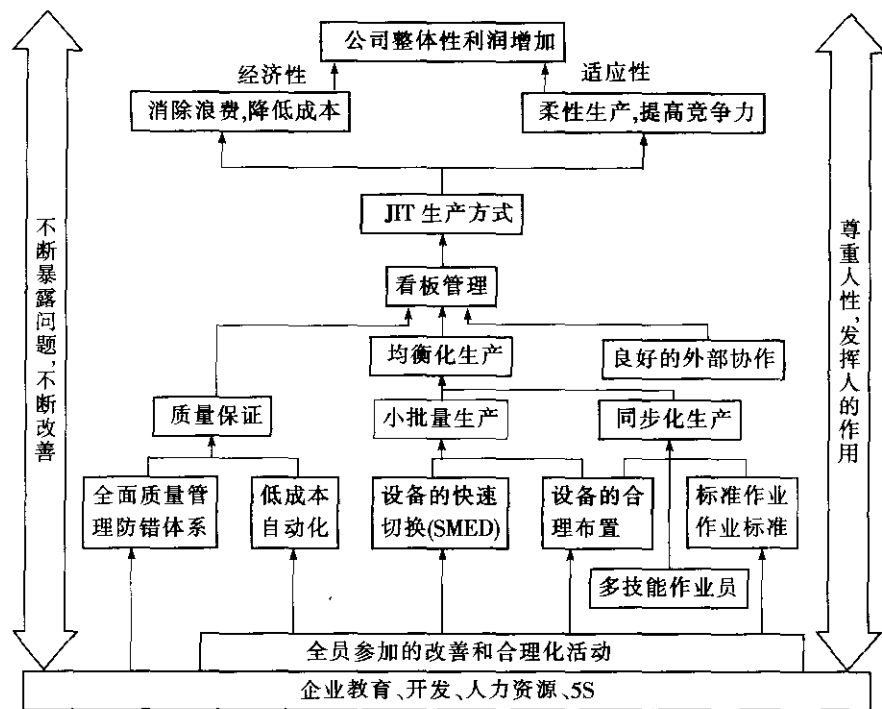 公司整体性利润增加
经济性
适应性
消除浪费,降低成本
柔性生产,提高竞争力
JIT生产方式
看板管理
均衡化生产
良好的外部协作
质量保证
小批量生产
同步化生产
全面质量管
理防错体系
低成本
自动化
设备的快速
切换(SMED)
设备的合
理布置
标准作业
作业标准
多技能作业员
全员参加的改善和合理化活动
企业教育、开发、人力资源、5S
不断暴露问题,不断改善
尊重人性,发挥人的作用